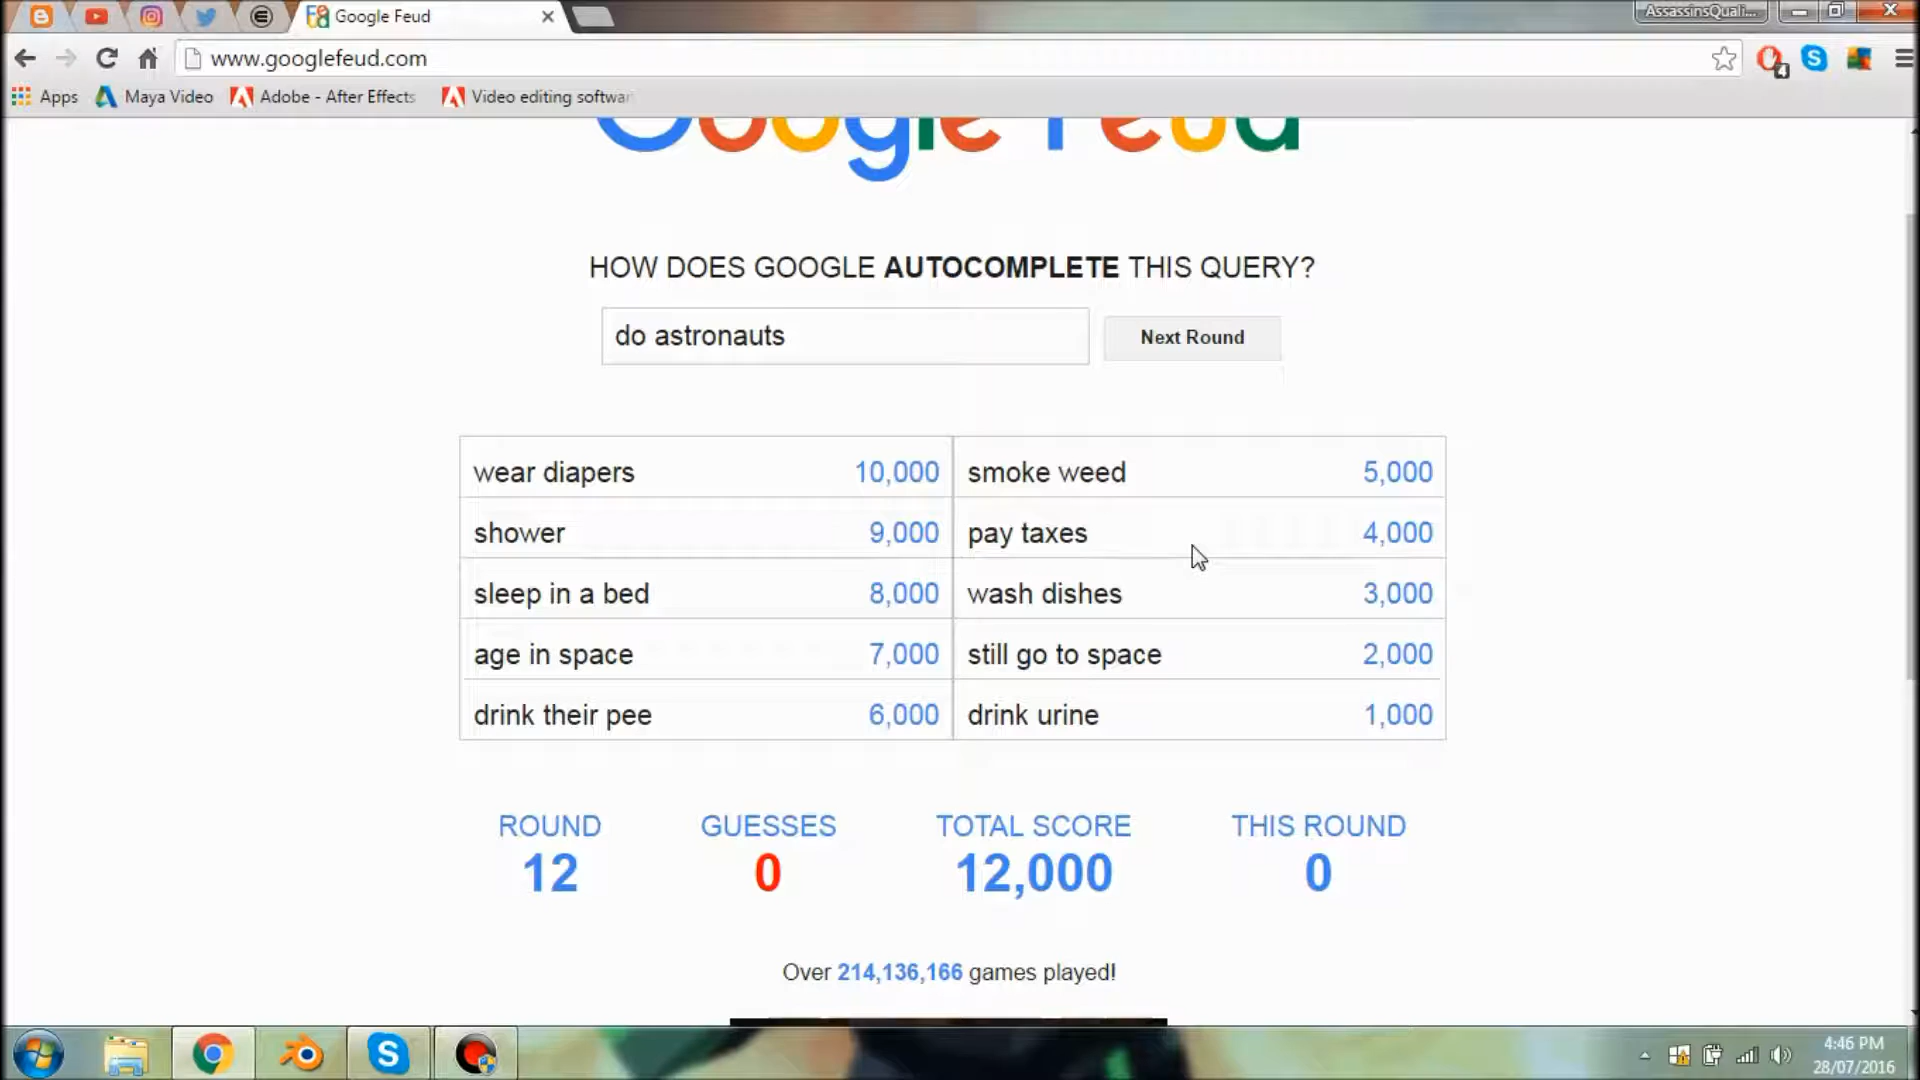 Google Feud
AssassinsQuali...
www.googlefeud.com
4
Apps
Maya Video
Adobe - After Effects
Video editing softwar
Google Feud
HOW DOES GOOGLE AUTOCOMPLETE THIS QUERY?
do astronauts
Next Round
wear diapers 10,000
smoke weed 5,000
shower 9,000
pay taxes 4,000
sleep in a bed 8,000
wash dishes 3,000
age in space 7,000
still go to space 2,000
drink their pee 6,000
drink urine 1,000
ROUND GUESSES TOTAL SCORE THIS ROUND
12 0 12,000 0
Over 214,136,166 games played!
4:46 PM
28/07/2016